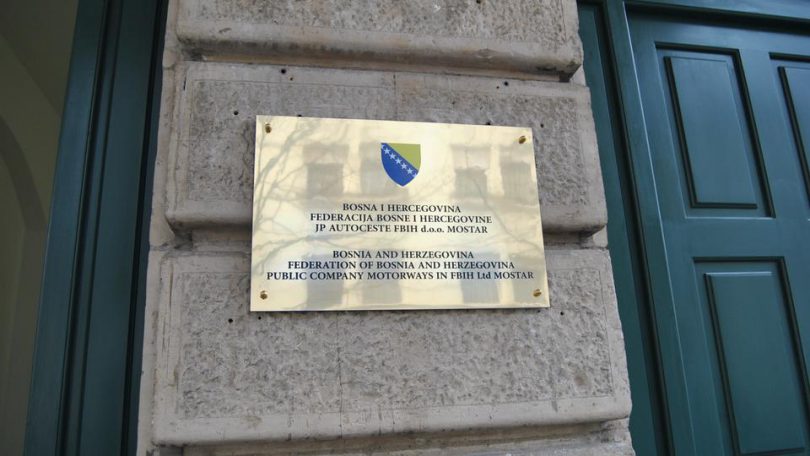 BOSNA I HERCEGOVINA
FEDERACIJA BOSNE I HERCEGOVINE
JP AUTOCESTE FBIH d.o.o. MOSTAR
BOSNIA AND HERZEGOVINA
FEDERATION OF BOSNIA AND HERZEGOVINA
PUBLIC COMPANY MOTORWAYS IN FBIH Ltd MOSTAR